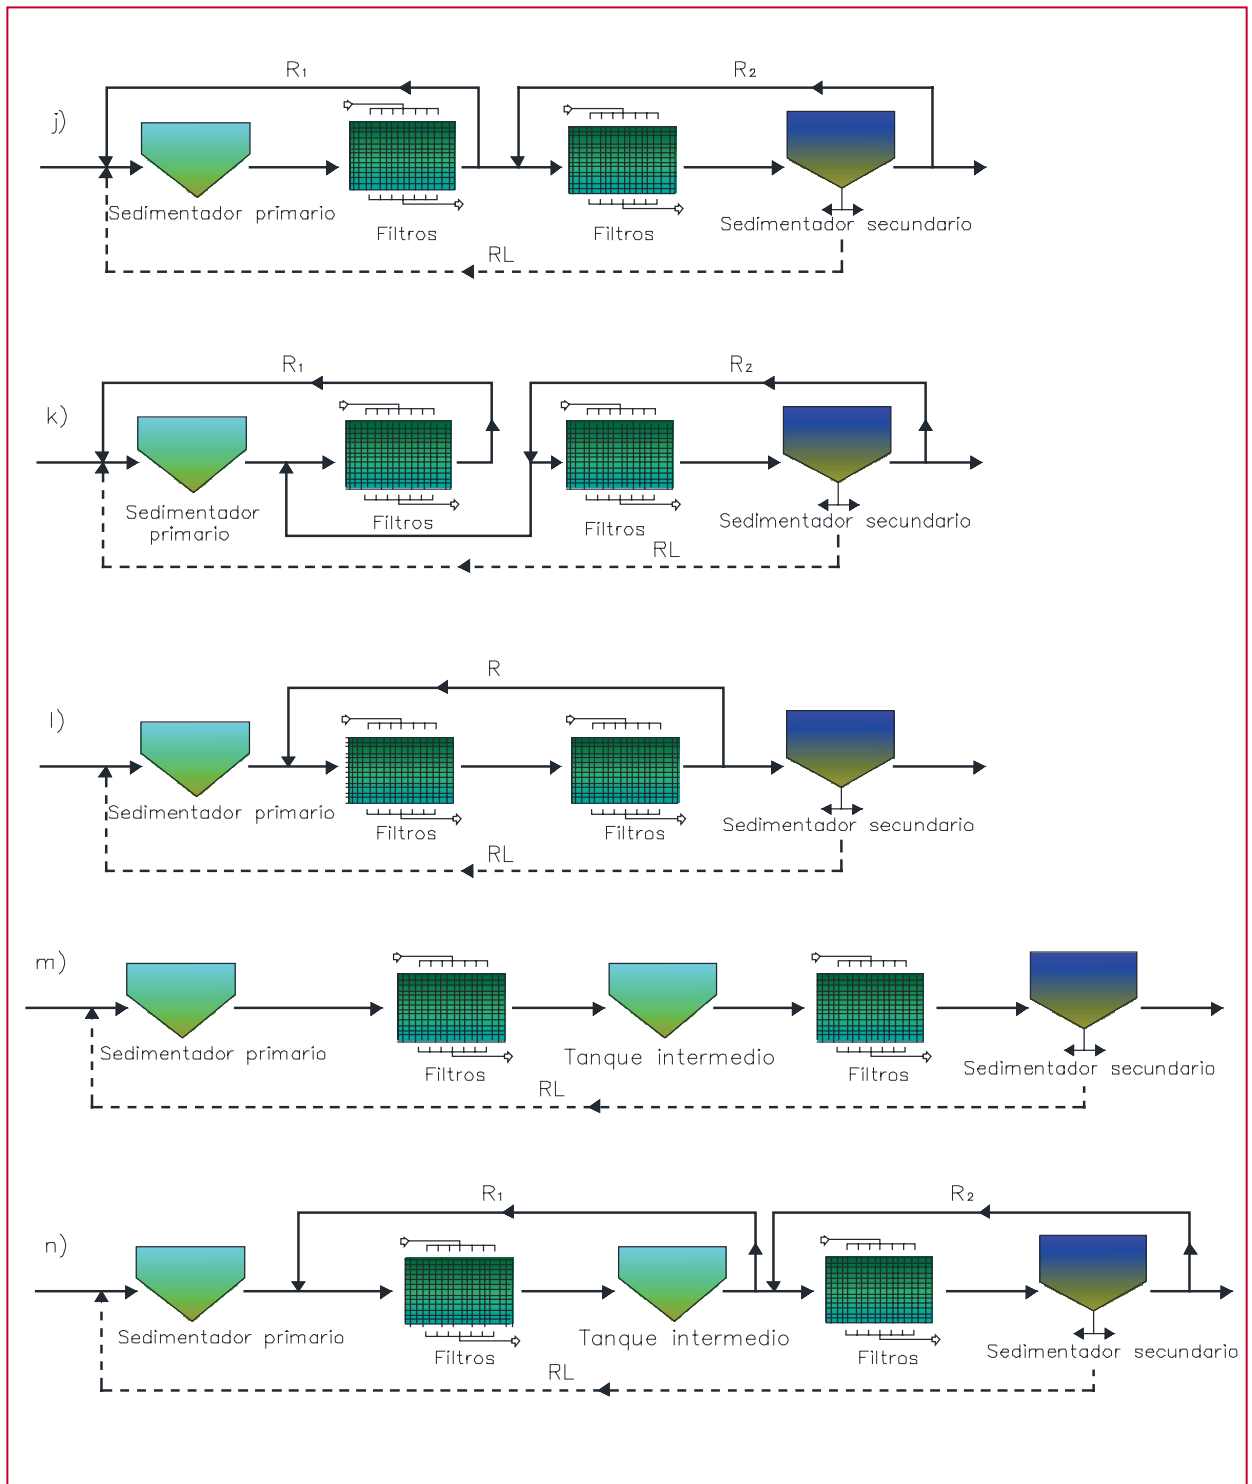 R1
R2
j)
Sedimentador primario
Filtros
Filtros
Sedimentador secundario
RL
R1
R2
k)
Sedimentador
primario
Filtros
Filtros
Sedimentador secundario
RL
R
l)
Sedimentador primario
Filtros
Filtros
Sedimentador secundario
RL
m)
Sedimentador primario
Filtros
Tanque intermedio
Filtros
Sedimentador secundario
RL
R1
R2
n)
Sedimentador primario
Filtros
Tanque intermedio
Filtros
Sedimentador secundario
RL